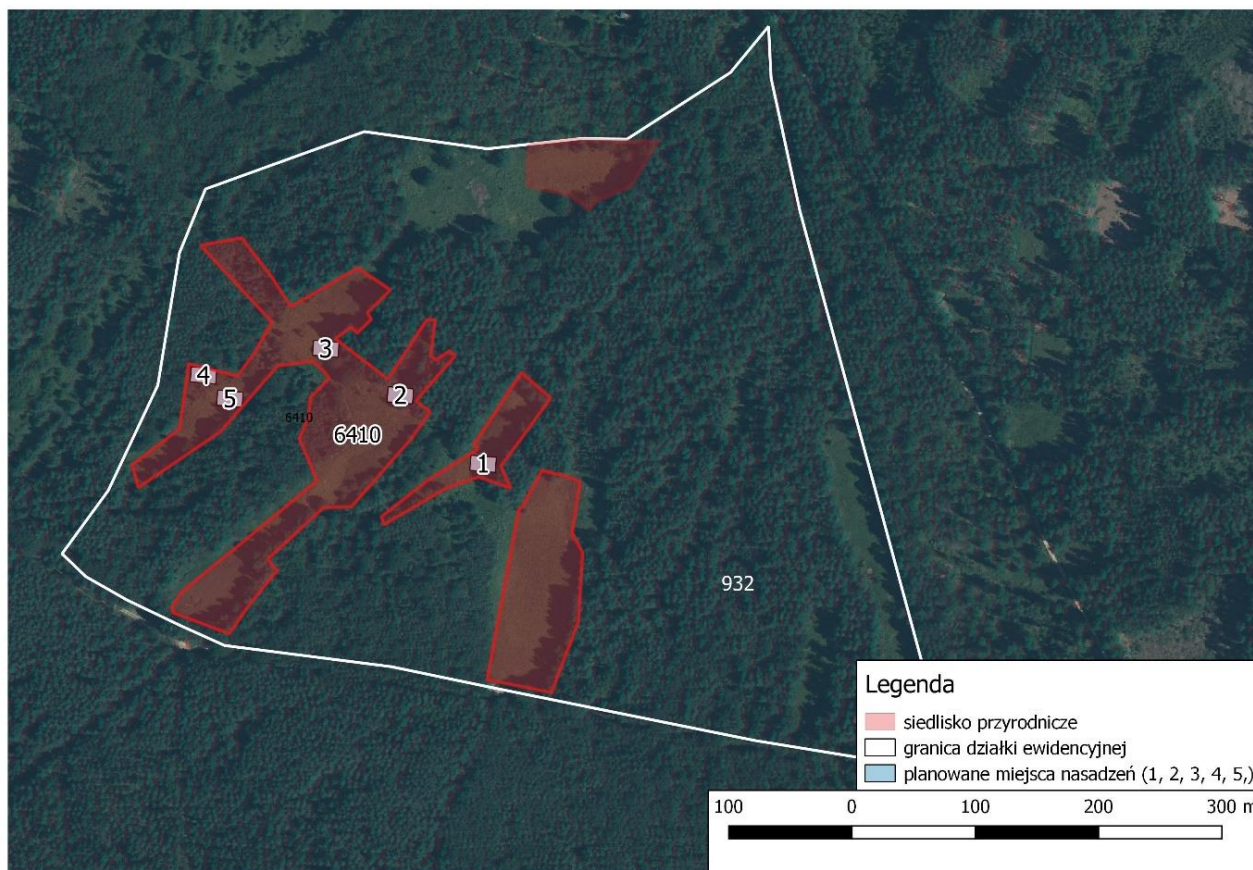 3
4
5
2
6410
6410
1
932
Legenda
siedlisko przyrodnicze
granica działki ewidencyjnej
planowane miejsca nasadzeń (1, 2, 3, 4, 5,)
100 0 100 200 300 m